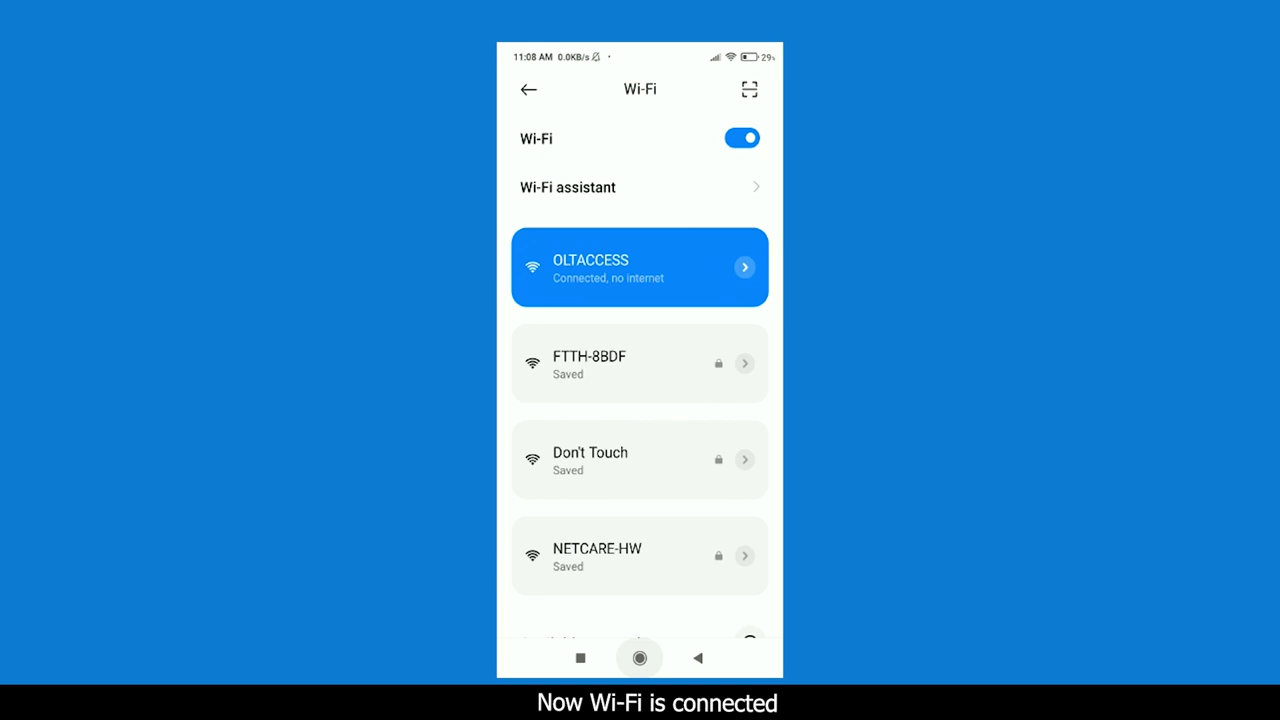 11:08 AM 0.0KB/s 29%
Wi-Fi
Wi-Fi
Wi-Fi assistant
OLTACCESS
Connected, no internet
FTTH-8BDF
Saved
Don't Touch
Saved
NETCARE-HW
Saved
Now Wi-Fi is connected